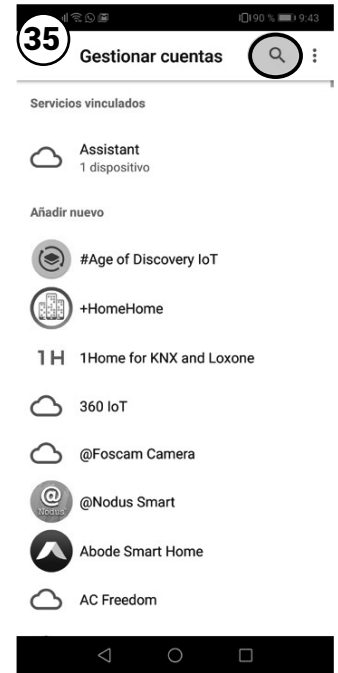 90 % 9:43
35
Gestionar cuentas
Servicios vinculados
Assistant
1 dispositivo
Añadir nuevo
#Age of Discovery IoT
+HomeHome
1H 1Home for KNX and Loxone
360 IoT
@Foscam Camera
@Nodus Smart
@
Nodus
Abode Smart Home
AC Freedom